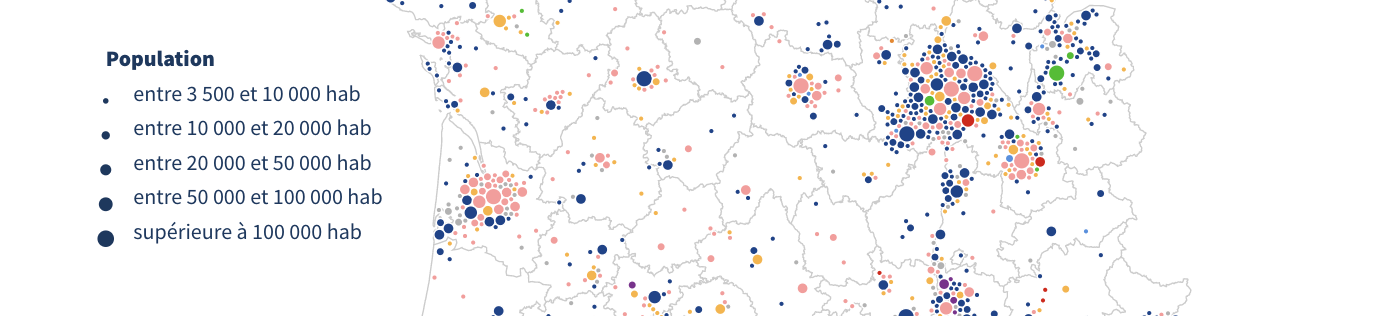 Population
entre 3 500 et 10 000 hab
entre 10 000 et 20 000 hab
entre 20 000 et 50 000 hab
entre 50 000 et 100 000 hab
supérieure à 100 000 hab